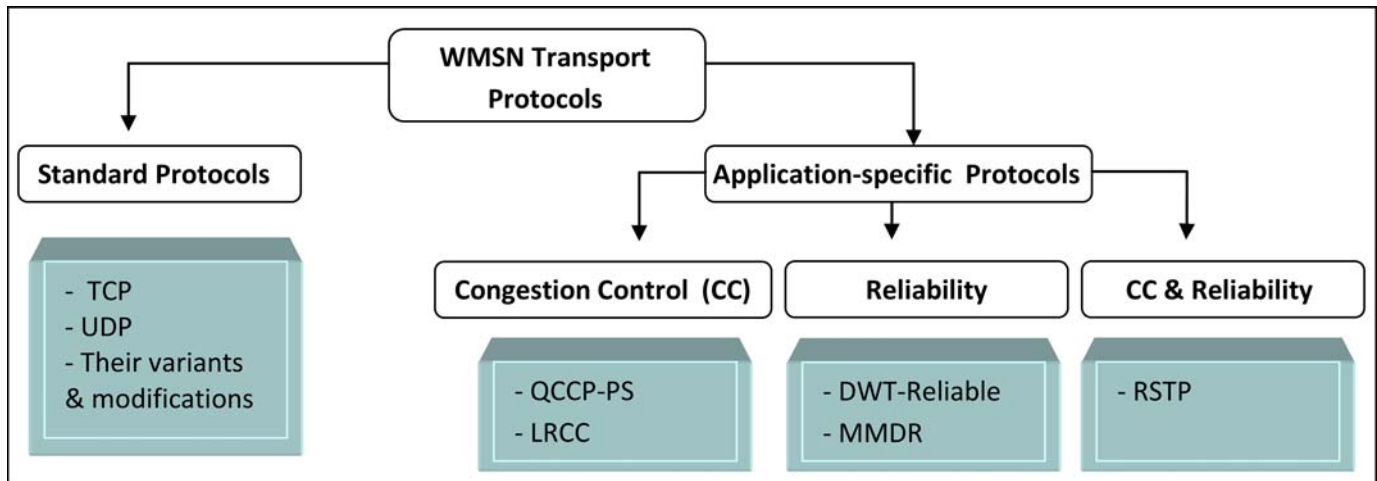 WMSN Transport
Protocols
Standard Protocols
Application-specific Protocols
- TCP
- UDP
- Their variants
& modifications
Congestion Control (CC)
Reliability
CC & Reliability
- QCCP-PS
- LRCC
- DWT-Reliable
- MMDR
- RSTP